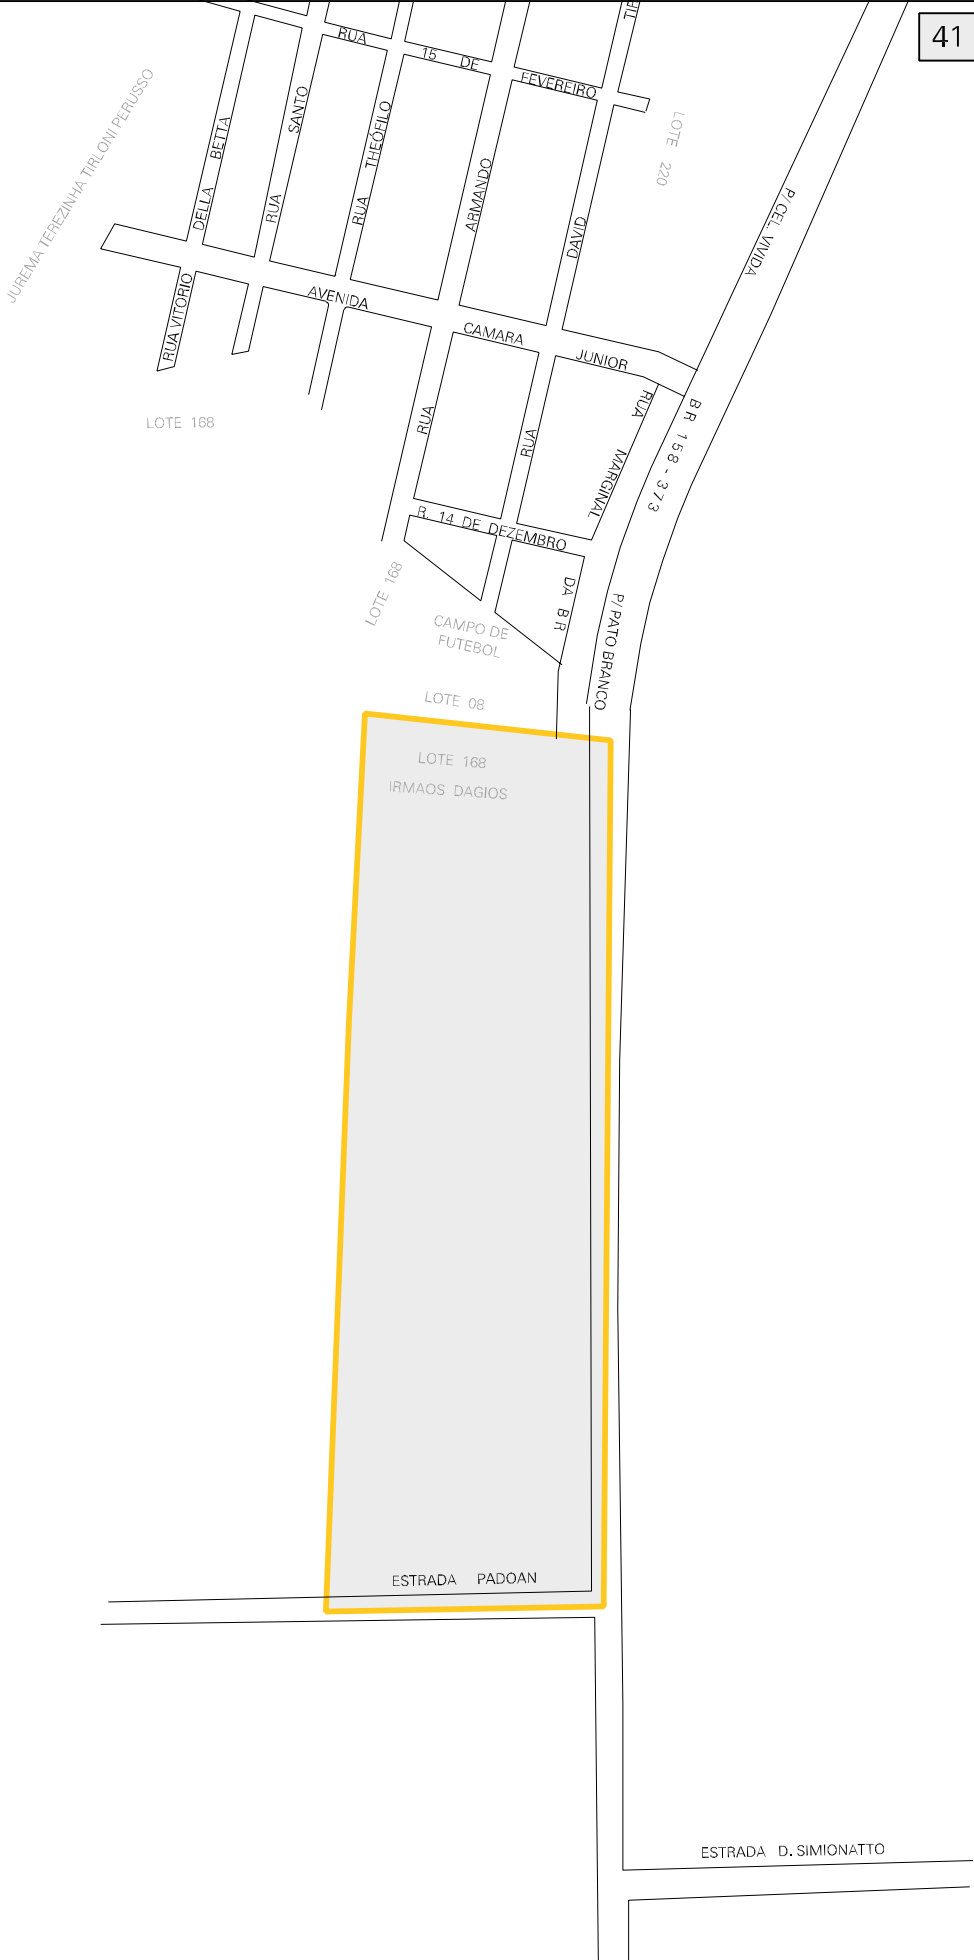 41
RUA 15 DE FEVEREIRO
JUREMA TEREZINHA TIRLONI PERUSSO
DELLA BETTA
RUA SANTO
RUA THEÓFILO
ARMANDO
DAVID
LOTE 220
P/ CEL. VIVIDA
RUA VITORIO
AVENIDA CAMARA JUNIOR
LOTE 168
RUA
RUA
RUA MARGINAL
BR 158 - 373
R. 14 DE DEZEMBRO
LOTE 168
DA BR
P/ PATO BRANCO
CAMPO DE
FUTEBOL
LOTE 08
LOTE 168
IRMAOS DAGIOS
ESTRADA PADOAN
ESTRADA D. SIMIONATTO